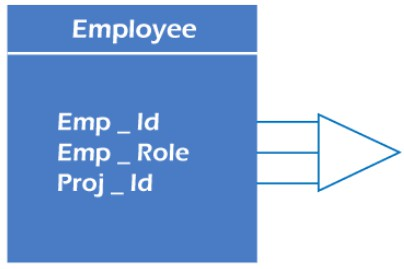 Employee
Emp _ Id
Emp _ Role
Proj _ Id